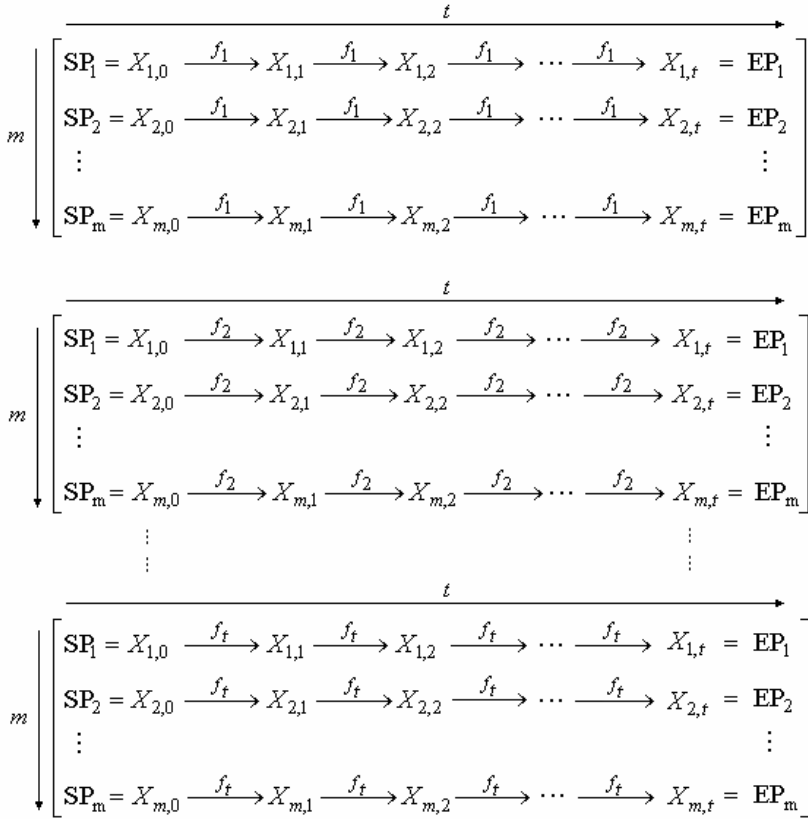 t
SP₁ = X₁,₀ —f₁→ X₁,₁ —f₁→ X₁,₂ —f₁→ ⋯ —f₁→ X₁,ₜ = EP₁
SP₂ = X₂,₀ —f₁→ X₂,₁ —f₁→ X₂,₂ —f₁→ ⋯ —f₁→ X₂,ₜ = EP₂
m
⋮ ⋮
SPₘ = Xₘ,₀ —f₁→ Xₘ,₁ —f₁→ Xₘ,₂ —f₁→ ⋯ —f₁→ Xₘ,ₜ = EPₘ
t
SP₁ = X₁,₀ —f₂→ X₁,₁ —f₂→ X₁,₂ —f₂→ ⋯ —f₂→ X₁,ₜ = EP₁
SP₂ = X₂,₀ —f₂→ X₂,₁ —f₂→ X₂,₂ —f₂→ ⋯ —f₂→ X₂,ₜ = EP₂
m
⋮ ⋮
SPₘ = Xₘ,₀ —f₂→ Xₘ,₁ —f₂→ Xₘ,₂ —f₂→ ⋯ —f₂→ Xₘ,ₜ = EPₘ
⋮ ⋮
t
SP₁ = X₁,₀ —fₜ→ X₁,₁ —fₜ→ X₁,₂ —fₜ→ ⋯ —fₜ→ X₁,ₜ = EP₁
SP₂ = X₂,₀ —fₜ→ X₂,₁ —fₜ→ X₂,₂ —fₜ→ ⋯ —fₜ→ X₂,ₜ = EP₂
m
⋮ ⋮
SPₘ = Xₘ,₀ —fₜ→ Xₘ,₁ —fₜ→ Xₘ,₂ —fₜ→ ⋯ —fₜ→ Xₘ,ₜ = EPₘ